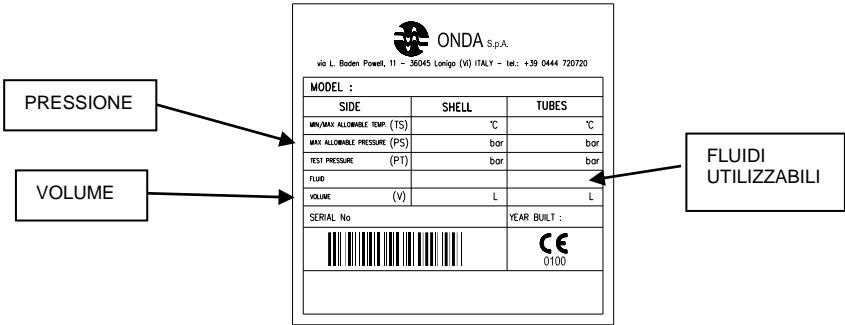 ONDA S.p.A.
via L. Baden Powell, 11 - 36045 Lonigo (VI) ITALY - tel.: +39 0444 720720
MODEL :
SIDE SHELL TUBES
MIN/MAX ALLOWABLE TEMP. (TS) °C °C
PRESSIONE
MAX ALLOWABLE PRESSURE (PS) bar bar
TEST PRESSURE (PT) bar bar
FLUID
FLUIDI
UTILIZZABILI
VOLUME
VOLUME (V) L L
SERIAL No YEAR BUILT :
CE
0100